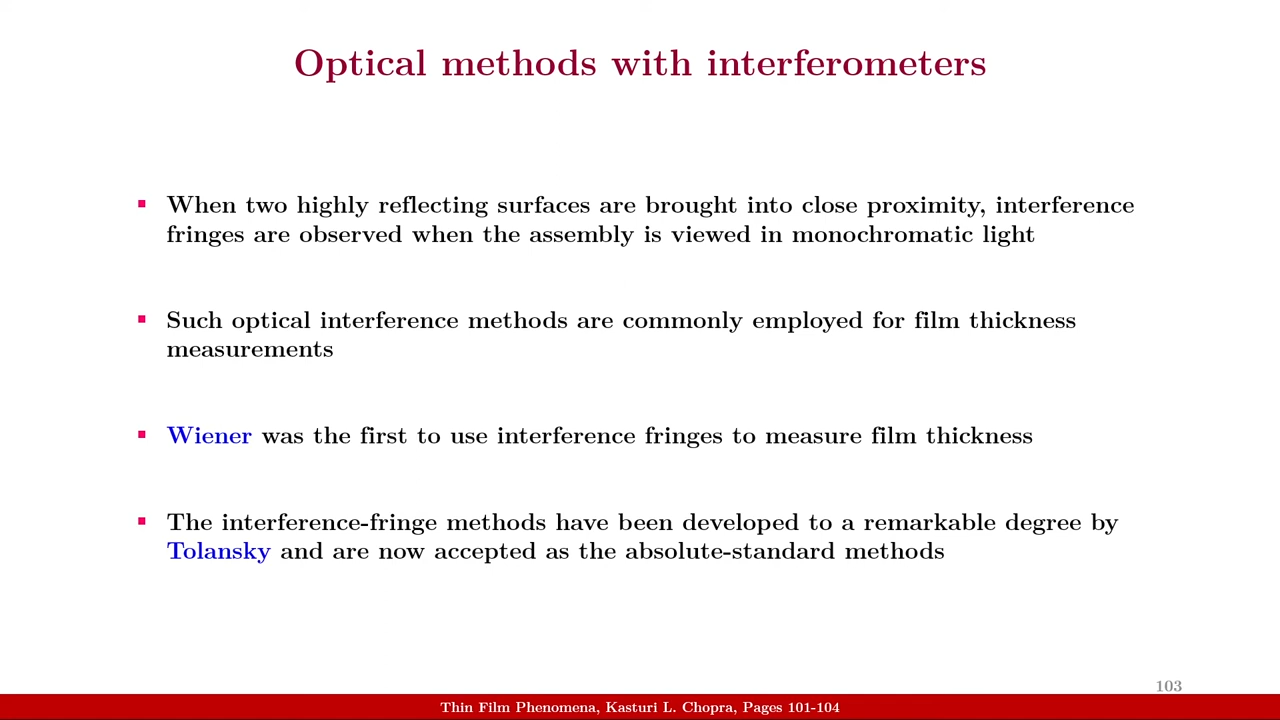 Optical methods with interferometers
When two highly reflecting surfaces are brought into close proximity, interference
fringes are observed when the assembly is viewed in monochromatic light
Such optical interference methods are commonly employed for film thickness
measurements
Wiener was the first to use interference fringes to measure film thickness
The interference-fringe methods have been developed to a remarkable degree by
Tolansky and are now accepted as the absolute-standard methods
103
Thin Film Phenomena, Kasturi L. Chopra, Pages 101-104